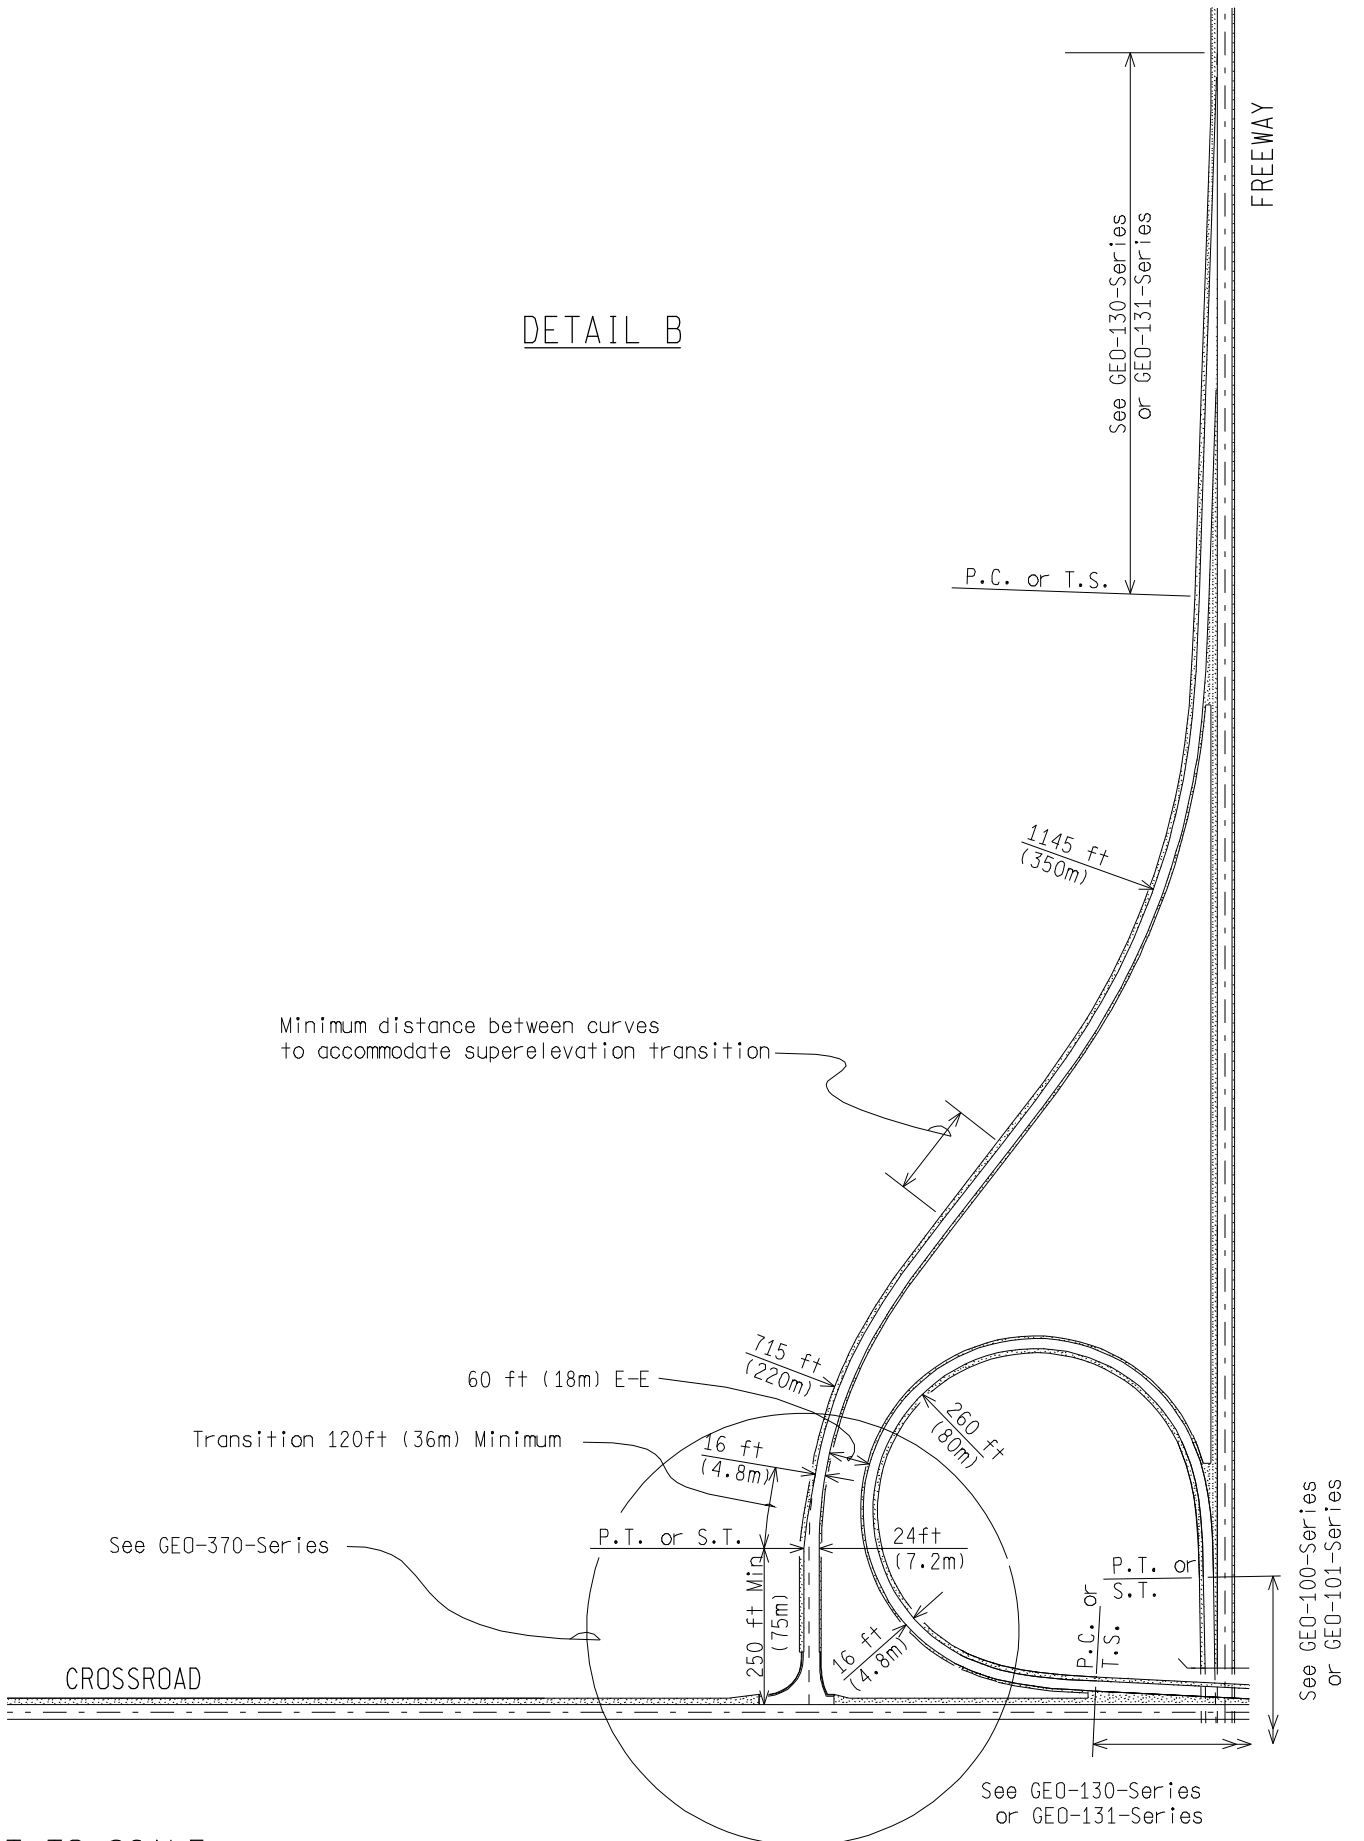 FREEWAY
See GEO-130-Series
or GEO-131-Series
DETAIL B
P.C. or T.S.
1145 ft
(350m)
Minimum distance between curves
to accommodate superelevation transition
715 ft
(220m)
60 ft (18m) E-E
260 ft
(80m)
Transition 120ft (36m) Minimum
16 ft
(4.8m)
See GEO-370-Series
P.T. or S.T.
24ft
(7.2m)
250 ft Min
(75m)
16 ft
(4.8m)
P.T. or
S.T.
P.C. or
T.S.
See GEO-100-Series
or GEO-101-Series
CROSSROAD
See GEO-130-Series
or GEO-131-Series